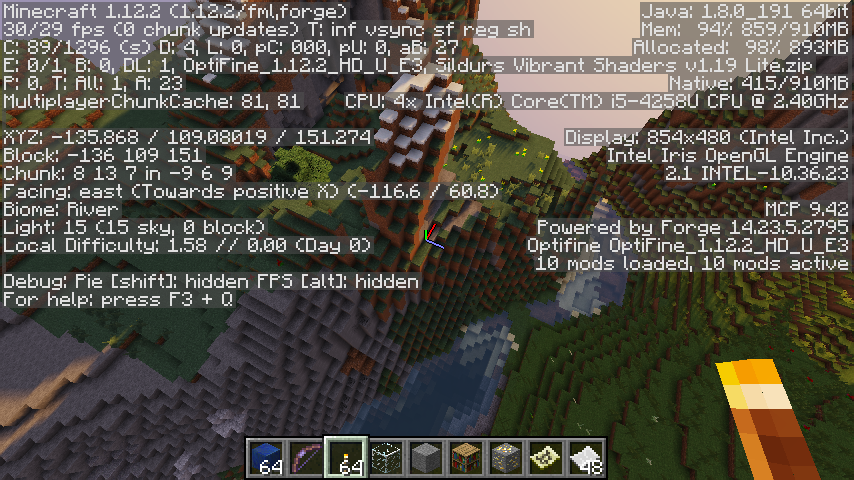 Minecraft 1.12.2 (1.12.2/fml,forge)
30/29 fps (0 chunk updates) T: inf vsync sf reg sh
C: 89/1296 (s) D: 4, L: 0, pC: 000, pU: 0, aB: 27
E: 0/1, B: 0, DL: 1, OptiFine_1.12.2_HD_U_E3, Sildurs Vibrant Shaders v1.19 Lite.zip
P: 0. T: All: 1, A: 23
MultiplayerChunkCache: 81, 81
XYZ: -135.868 / 109.08019 / 151.274
Block: -136 109 151
Chunk: 8 13 7 in -9 6 9
Facing: east (Towards positive X) (-116.6 / 60.8)
Biome: River
Light: 15 (15 sky, 0 block)
Local Difficulty: 1.58 // 0.00 (Day 0)
Debug: Pie [shift]: hidden FPS [alt]: hidden
For help: press F3 + Q
Java: 1.8.0_191 64bit
Mem: 94% 859/910MB
Allocated: 98% 893MB
Native: 415/910MB
CPU: 4x Intel(R) Core(TM) i5-4258U CPU @ 2.40GHz
Display: 854x480 (Intel Inc.)
Intel Iris OpenGL Engine
2.1 INTEL-10.36.23
MCP 9.42
Powered by Forge 14.23.5.2795
Optifine OptiFine_1.12.2_HD_U_E3
10 mods loaded, 10 mods active
64
64
48